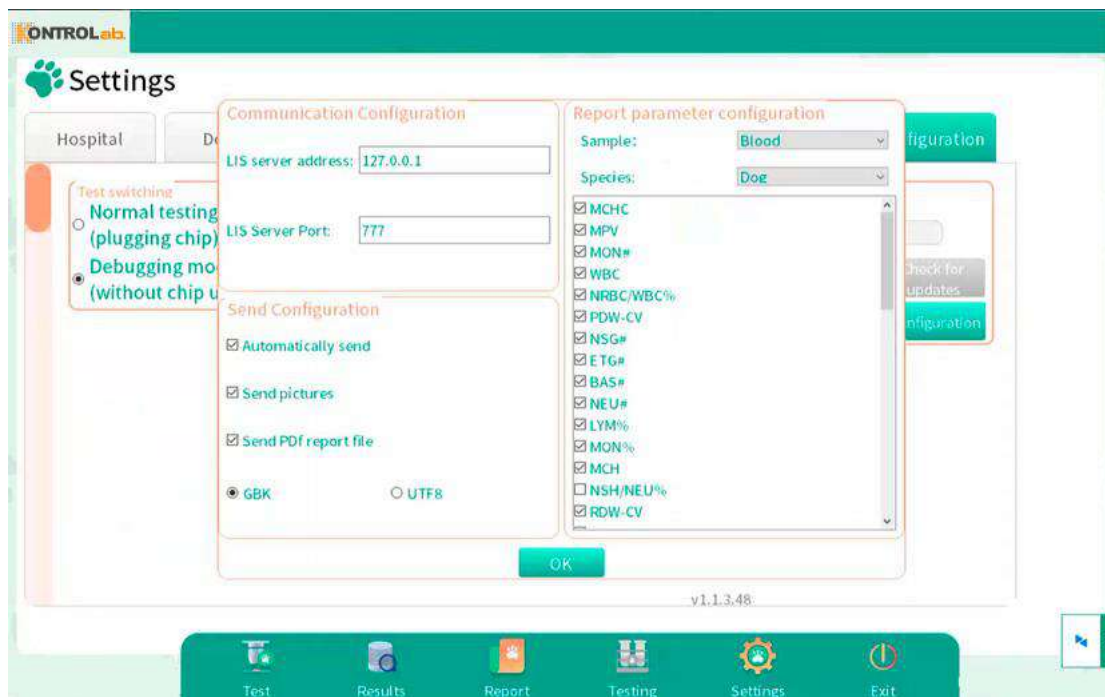 KONTROLab.
Settings
Hospital
De
figuration
Test switching
Normal testing
(plugging chip)
Debugging mo
(without chip u
Communication Configuration
LIS server address: 127.0.0.1
LIS Server Port: 777
Send Configuration
Automatically send
Send pictures
Send PDf report file
GBK
UTF8
Report parameter configuration
Sample: Blood
Species: Dog
MCHC
MPV
MON#
WBC
NRBC/WBC%
PDW-CV
NSG#
ETG#
BAS#
NEU#
LYM%
MON%
MCH
NSH/NEU%
RDW-CV
Check for
updates
nfiguration
OK
v1.1.3.48
Test
Results
Report
Testing
Settings
Exit